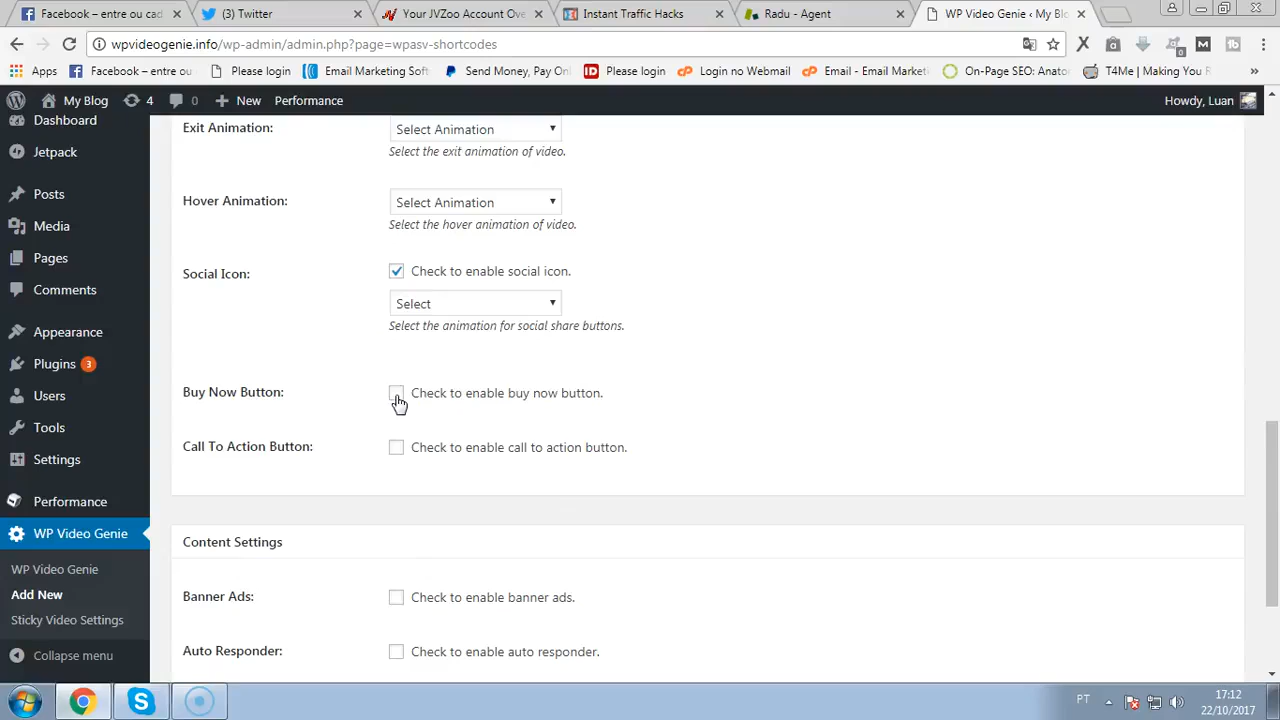 Facebook – entre ou cad
(3) Twitter
Your JVZoo Account Ove
Instant Traffic Hacks
Radu - Agent
WP Video Genie ‹ My Blo
wpvideogenie.info/wp-admin/admin.php?page=wpasv-shortcodes
Apps
Facebook – entre ou
Please login
Email Marketing Soft
Send Money, Pay Onl
Please login
Login no Webmail
Email - Email Market
On-Page SEO: Anato
T4Me | Making You R
»
My Blog
4
0
New
Performance
Howdy, Luan
Dashboard
Jetpack
Posts
Media
Pages
Comments
Appearance
Plugins 3
Users
Tools
Settings
Performance
WP Video Genie
WP Video Genie
Add New
Sticky Video Settings
Collapse menu
Exit Animation:
Select Animation
Select the exit animation of video.
Hover Animation:
Select Animation
Select the hover animation of video.
Social Icon:
Check to enable social icon.
Select
Select the animation for social share buttons.
Buy Now Button:
Check to enable buy now button.
Call To Action Button:
Check to enable call to action button.
Content Settings
Banner Ads:
Check to enable banner ads.
Auto Responder:
Check to enable auto responder.
PT
17:12
22/10/2017